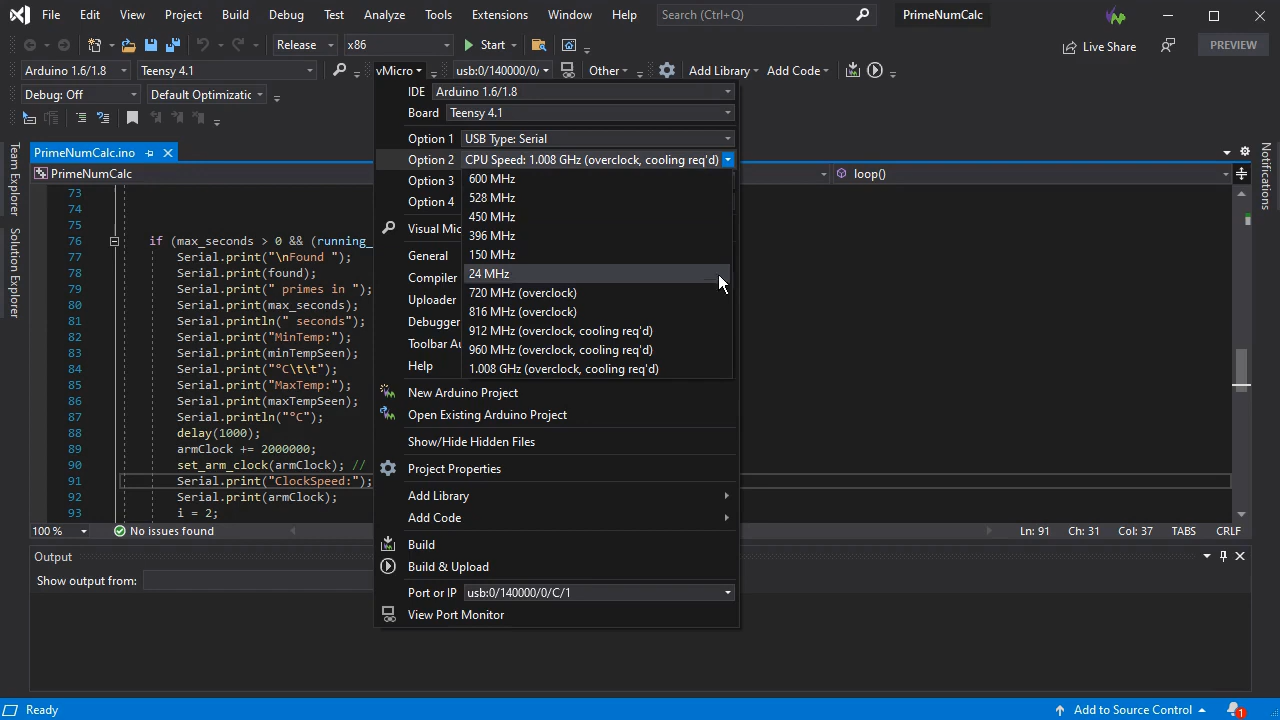 File Edit View Project Build Debug Test Analyze Tools Extensions Window Help Search (Ctrl+Q) PrimeNumCalc
Release x86 Start Live Share PREVIEW
Arduino 1.6/1.8 Teensy 4.1 vMicro usb:0/140000/0/ Other Add Library Add Code
Debug: Off Default Optimizatic
IDE Arduino 1.6/1.8
Board Teensy 4.1
Option 1 USB Type: Serial
Option 2 CPU Speed: 1.008 GHz (overclock, cooling req'd)
Option 3
Option 4
600 MHz
528 MHz
450 MHz
396 MHz
150 MHz
24 MHz
720 MHz (overclock)
816 MHz (overclock)
912 MHz (overclock, cooling req'd)
960 MHz (overclock, cooling req'd)
1.008 GHz (overclock, cooling req'd)
Visual Mic
General
Compiler
Uploader
Debugger
Toolbar Au
Help
New Arduino Project
Open Existing Arduino Project
Show/Hide Hidden Files
Project Properties
Add Library
Add Code
Build
Build & Upload
Port or IP usb:0/140000/0/C/1
View Port Monitor
Team Explorer
Solution Explorer
Notifications
PrimeNumCalc.ino
PrimeNumCalc loop()
73
74
75
76 if (max_seconds > 0 && (running_
77 Serial.print("\nFound ");
78 Serial.print(found);
79 Serial.print(" primes in ");
80 Serial.print(max_seconds);
81 Serial.println(" seconds");
82 Serial.print("MinTemp:");
83 Serial.print(minTempSeen);
84 Serial.print("°C\t\t");
85 Serial.print("MaxTemp:");
86 Serial.print(maxTempSeen);
87 Serial.println("°C");
88 delay(1000);
89 armClock += 2000000;
90 set_arm_clock(armClock); //
91 Serial.print("ClockSpeed:");
92 Serial.print(armClock);
93 i = 2;
100 % No issues found Ln: 91 Ch: 31 Col: 37 TABS CRLF
Output
Show output from:
Ready Add to Source Control 1